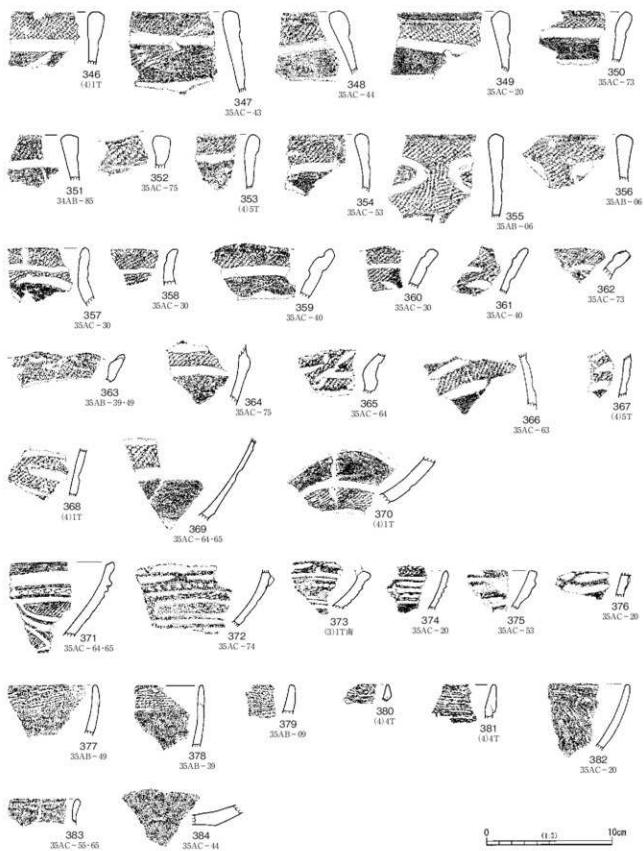 346
(4)1T
347
35AC-43
348
35AC-44
349
35AC-20
350
35AC-73
351
34AB-85
352
35AC-75
353
(4)5T
354
35AC-53
355
35AB-06
356
35AB-06
357
35AC-30
358
35AC-30
359
35AC-40
360
35AC-30
361
35AC-40
362
35AC-73
363
35AB-39・49
364
35AC-75
365
35AC-64
366
35AC-63
367
(4)5T
368
(4)1T
369
35AC-64・65
370
(4)1T
371
35AC-64・65
372
35AC-74
373
(3)1T南
374
35AC-20
375
35AC-53
376
35AC-20
377
35AB-49
378
35AB-39
379
35AB-09
380
(4)4T
381
(4)4T
382
35AC-20
383
35AC-55・65
384
35AC-44
0 10cm